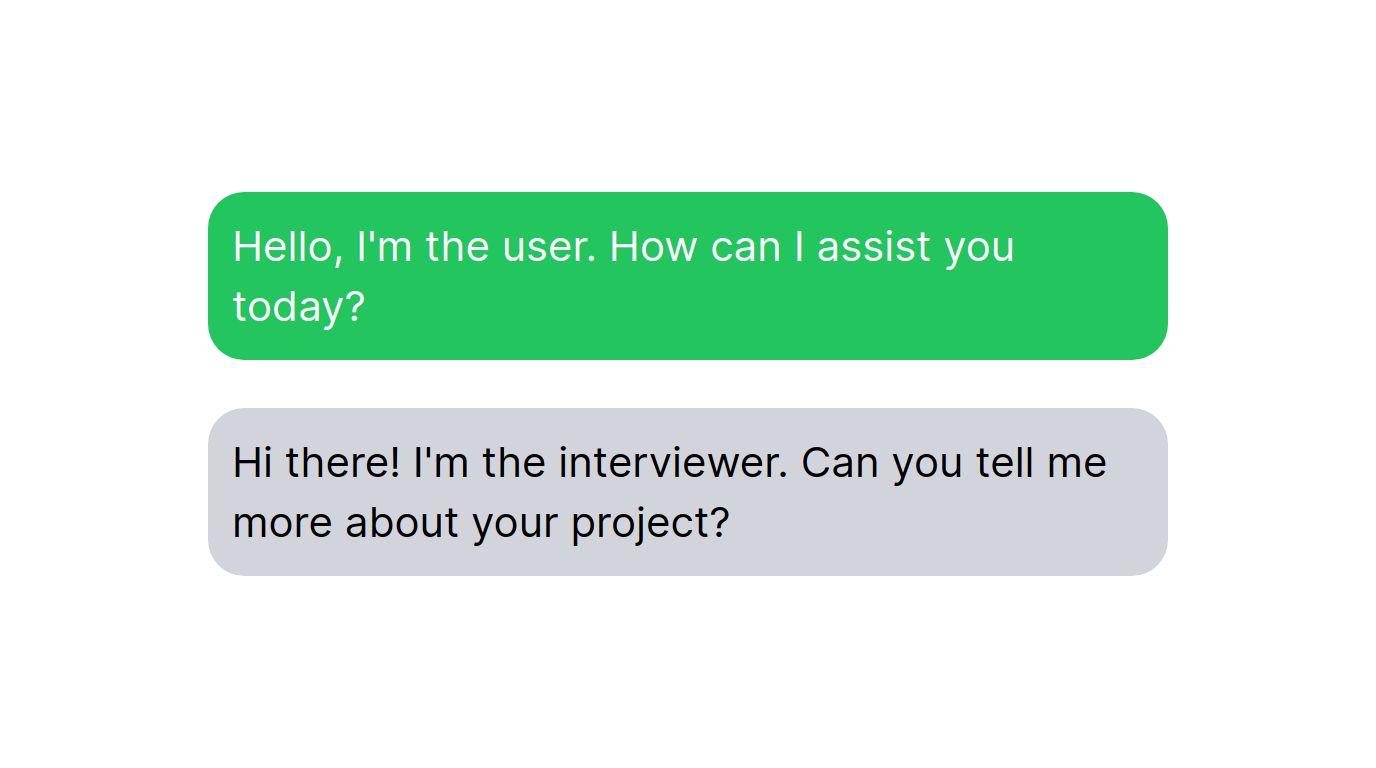 Hello, I'm the user. How can I assist you
today?
Hi there! I'm the interviewer. Can you tell me
more about your project?